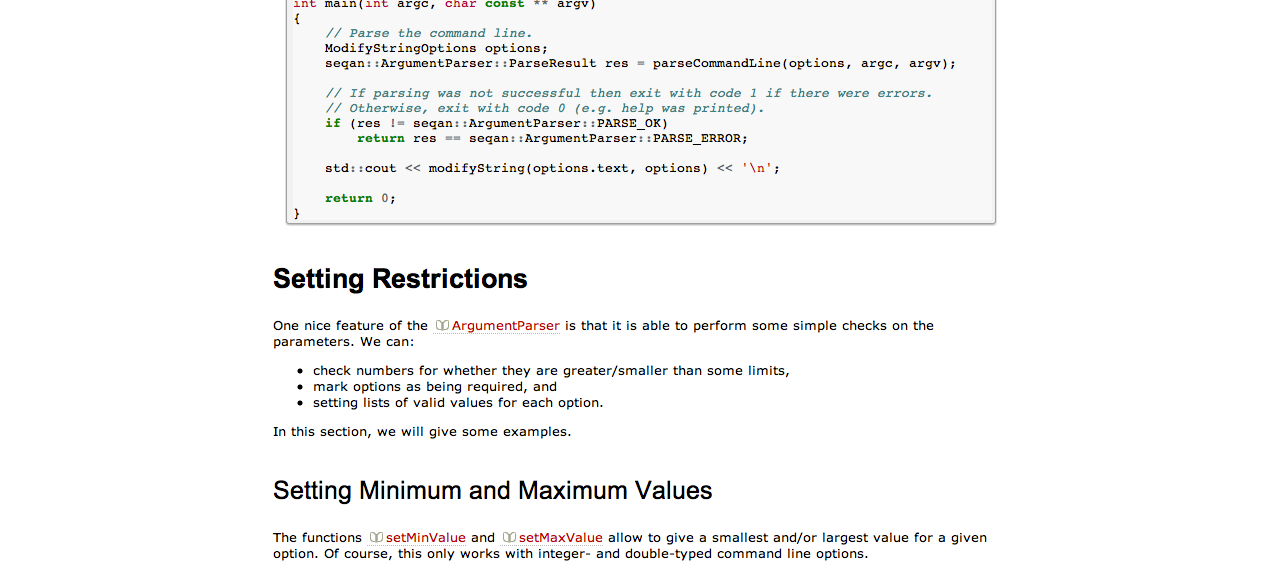 int main(int argc, char const ** argv)
{
    // Parse the command line.
    ModifyStringOptions options;
    seqan::ArgumentParser::ParseResult res = parseCommandLine(options, argc, argv);

    // If parsing was not successful then exit with code 1 if there were errors.
    // Otherwise, exit with code 0 (e.g. help was printed).
    if (res != seqan::ArgumentParser::PARSE_OK)
        return res == seqan::ArgumentParser::PARSE_ERROR;

    std::cout << modifyString(options.text, options) << '\n';

    return 0;
}
Setting Restrictions
One nice feature of the ArgumentParser is that it is able to perform some simple checks on the
parameters. We can:
• check numbers for whether they are greater/smaller than some limits,
• mark options as being required, and
• setting lists of valid values for each option.
In this section, we will give some examples.
Setting Minimum and Maximum Values
The functions setMinValue and setMaxValue allow to give a smallest and/or largest value for a given
option. Of course, this only works with integer- and double-typed command line options.